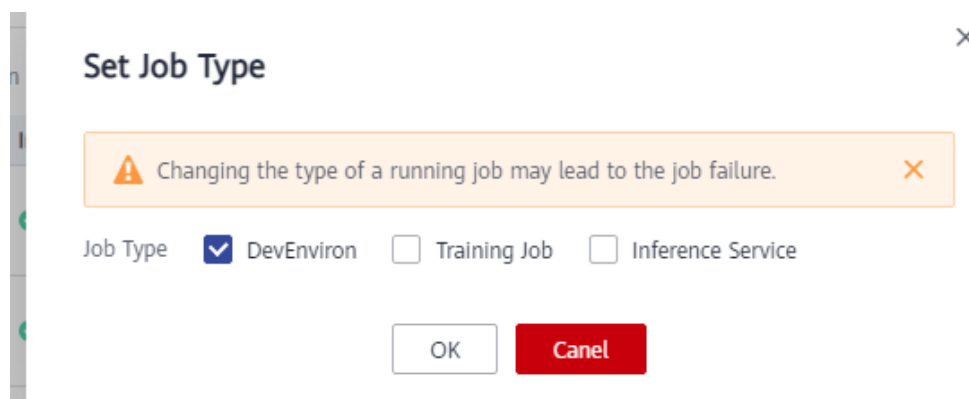 Set Job Type
Changing the type of a running job may lead to the job failure.
Job Type DevEnviron Training Job Inference Service
OK Canel